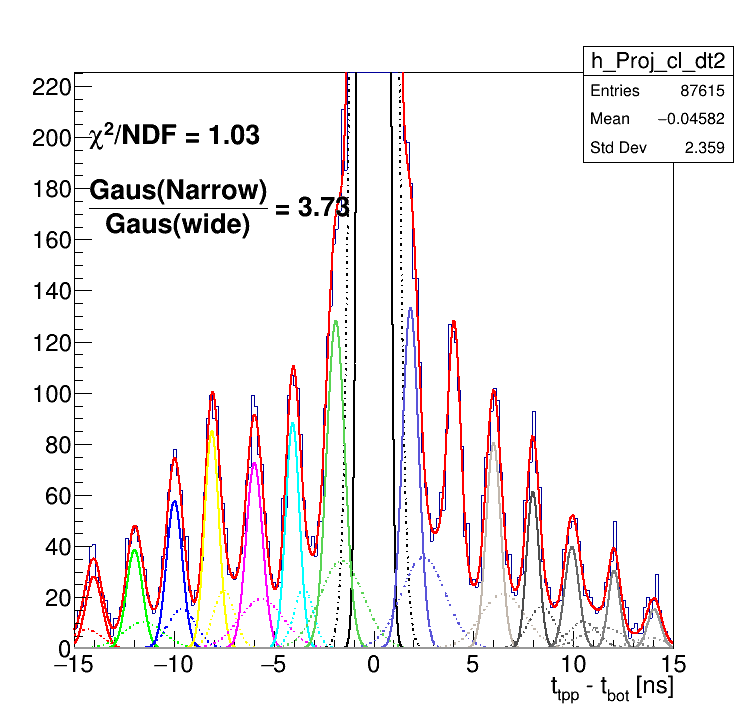 h_Proj_cl_dt2
Entries 87615
Mean −0.04582
Std Dev 2.359
χ²/NDF = 1.03
Gaus(Narrow)
Gaus(wide)
= 3.73
220
200
180
160
140
120
100
80
60
40
20
0
−15 −10 −5 0 5 10 15
t_tpp - t_bot [ns]